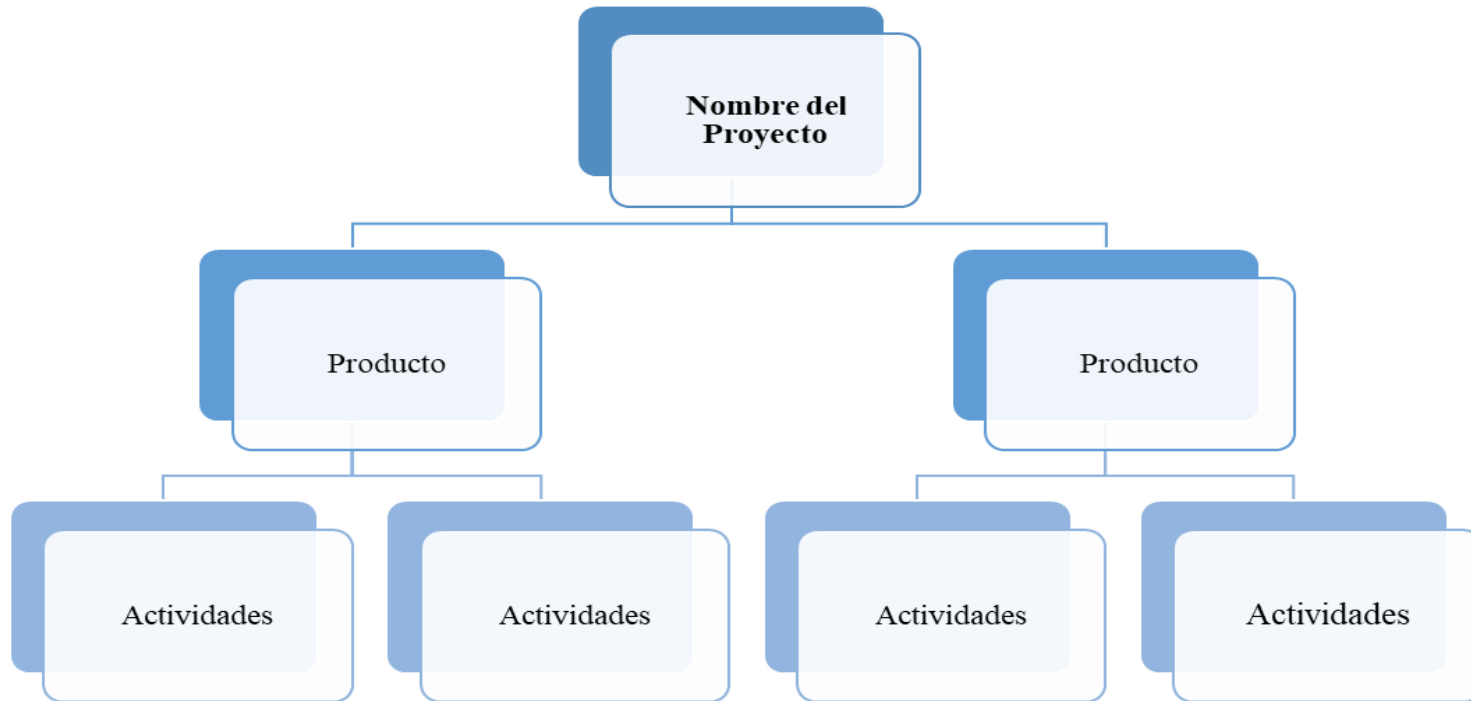 Nombre del
Proyecto
Producto
Producto
Actividades
Actividades
Actividades
Actividades